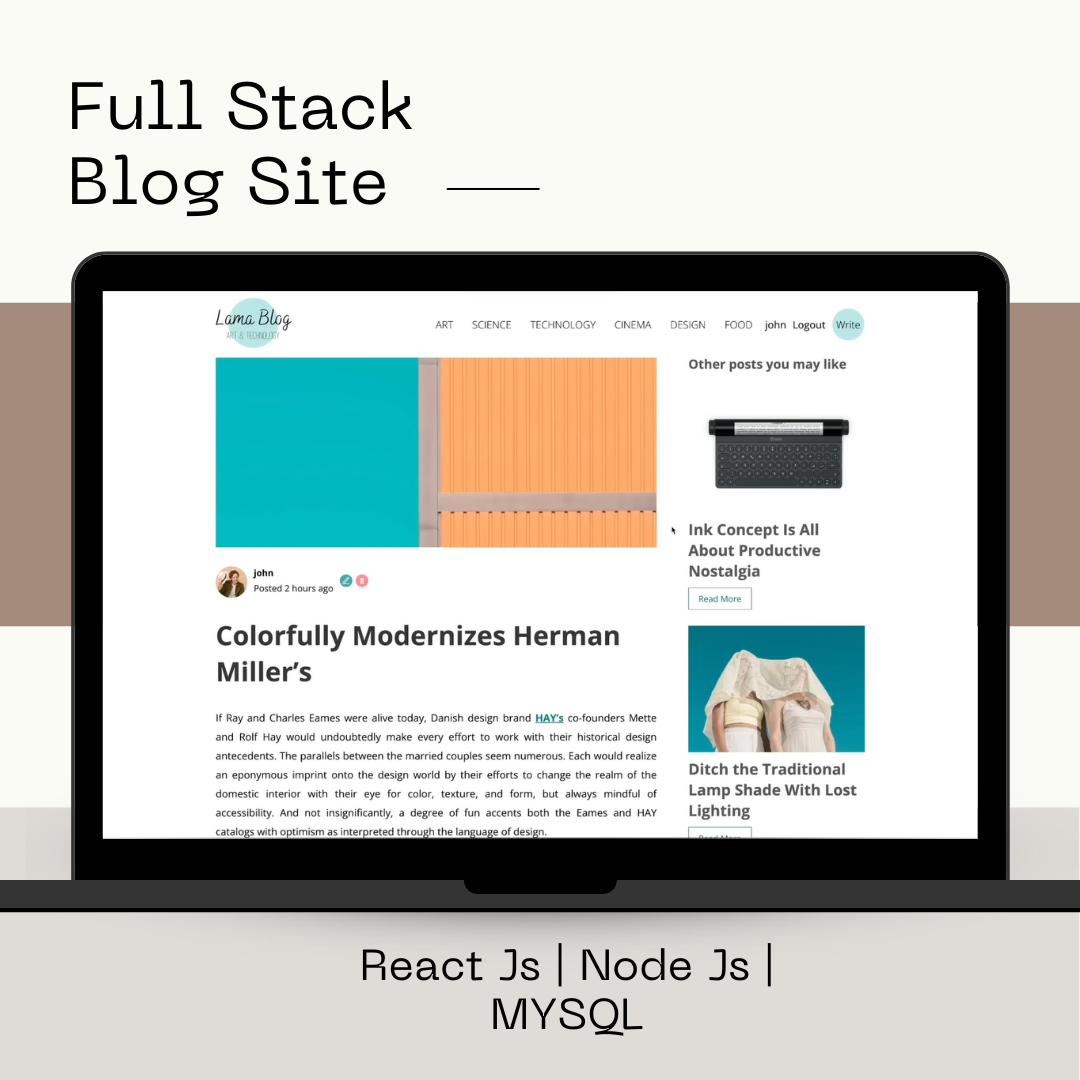 Full Stack
Blog Site
Lama Blog
ART & TECHNOLOGY
ART SCIENCE TECHNOLOGY CINEMA DESIGN FOOD john Logout Write
Other posts you may like
Ink Concept Is All
About Productive
Nostalgia
Read More
john
Posted 2 hours ago
Colorfully Modernizes Herman
Miller’s
If Ray and Charles Eames were alive today, Danish design brand HAY’s co-founders Mette
and Rolf Hay would undoubtedly make every effort to work with their historical design
antecedents. The parallels between the married couples seem numerous. Each would realize
an eponymous imprint onto the design world by their efforts to change the realm of the
domestic interior with their eye for color, texture, and form, but always mindful of
accessibility. And not insignificantly, a degree of fun accents both the Eames and HAY
catalogs with optimism as interpreted through the language of design.
Ditch the Traditional
Lamp Shade With Lost
Lighting
Read More
React Js | Node Js |
MYSQL